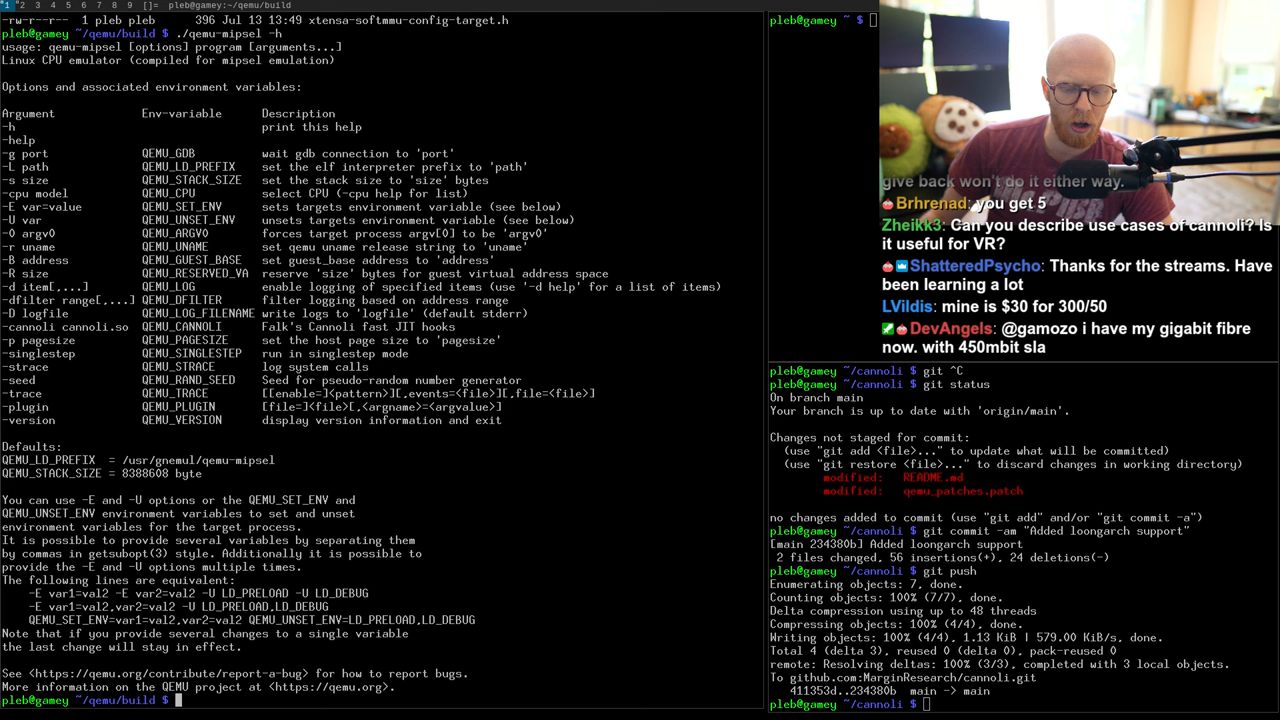 1 2 3 4 5 6 7 8 9 []= pleb@gamey:~/qemu/build
-rw-r--r-- 1 pleb pleb 396 Jul 13 13:49 xtensa-softmmu-config-target.h
pleb@gamey ~/qemu/build $ ./qemu-mipsel -h
usage: qemu-mipsel [options] program [arguments...]
Linux CPU emulator (compiled for mipsel emulation)
Options and associated environment variables:
Argument Env-variable Description
-h print this help
-help
-g port QEMU_GDB wait gdb connection to 'port'
-L path QEMU_LD_PREFIX set the elf interpreter prefix to 'path'
-s size QEMU_STACK_SIZE set the stack size to 'size' bytes
-cpu model QEMU_CPU select CPU (-cpu help for list)
-E var=value QEMU_SET_ENV sets targets environment variable (see below)
-U var QEMU_UNSET_ENV unsets targets environment variable (see below)
-0 argv0 QEMU_ARGV0 forces target process argv[0] to be 'argv0'
-r uname QEMU_UNAME set qemu uname release string to 'uname'
-B address QEMU_GUEST_BASE set guest_base address to 'address'
-R size QEMU_RESERVED_VA reserve 'size' bytes for guest virtual address space
-d item[,...] QEMU_LOG enable logging of specified items (use '-d help' for a list of items)
-dfilter range[,...] QEMU_DFILTER filter logging based on address range
-D logfile QEMU_LOG_FILENAME write logs to 'logfile' (default stderr)
-cannoli cannoli.so QEMU_CANNOLI Falk's Cannoli fast JIT hooks
-p pagesize QEMU_PAGESIZE set the host page size to 'pagesize'
-singlestep QEMU_SINGLESTEP run in singlestep mode
-strace QEMU_STRACE log system calls
-seed QEMU_RAND_SEED Seed for pseudo-random number generator
-trace QEMU_TRACE [[enable=]<pattern>][,events=<file>][,file=<file>]
-plugin QEMU_PLUGIN [file=]<file>[,<argname>=<argvalue>]
-version QEMU_VERSION display version information and exit
Defaults:
QEMU_LD_PREFIX = /usr/gnemul/qemu-mipsel
QEMU_STACK_SIZE = 8388608 byte
You can use -E and -U options or the QEMU_SET_ENV and
QEMU_UNSET_ENV environment variables to set and unset
environment variables for the target process.
It is possible to provide several variables by separating them
by commas in getsubopt(3) style. Additionally it is possible to
provide the -E and -U options multiple times.
The following lines are equivalent:
-E var1=val2 -E var2=val2 -U LD_PRELOAD -U LD_DEBUG
-E var1=val2,var2=val2 -U LD_PRELOAD,LD_DEBUG
QEMU_SET_ENV=var1=val2,var2=val2 QEMU_UNSET_ENV=LD_PRELOAD,LD_DEBUG
Note that if you provide several changes to a single variable
the last change will stay in effect.
See <https://qemu.org/contribute/report-a-bug> for how to report bugs.
More information on the QEMU project at <https://qemu.org>.
pleb@gamey ~/qemu/build $
pleb@gamey ~ $
give back won't do it either way.
Brhrenad: you get 5
Zheikk3: Can you describe use cases of cannoli? Is
it useful for VR?
ShatteredPsycho: Thanks for the streams. Have
been learning a lot
LVildis: mine is $30 for 300/50
DevAngels: @gamozo i have my gigabit fibre
now. with 450mbit sla
pleb@gamey ~/cannoli $ git ^C
pleb@gamey ~/cannoli $ git status
On branch main
Your branch is up to date with 'origin/main'.
Changes not staged for commit:
(use "git add <file>..." to update what will be committed)
(use "git restore <file>..." to discard changes in working directory)
modified: README.md
modified: qemu_patches.patch
no changes added to commit (use "git add" and/or "git commit -a")
pleb@gamey ~/cannoli $ git commit -am "Added loongarch support"
[main 234380b] Added loongarch support
2 files changed, 56 insertions(+), 24 deletions(-)
pleb@gamey ~/cannoli $ git push
Enumerating objects: 7, done.
Counting objects: 100% (7/7), done.
Delta compression using up to 48 threads
Compressing objects: 100% (4/4), done.
Writing objects: 100% (4/4), 1.13 KiB | 579.00 KiB/s, done.
Total 4 (delta 3), reused 0 (delta 0), pack-reused 0
remote: Resolving deltas: 100% (3/3), completed with 3 local objects.
To github.com:MarginResearch/cannoli.git
411353d..234380b main -> main
pleb@gamey ~/cannoli $